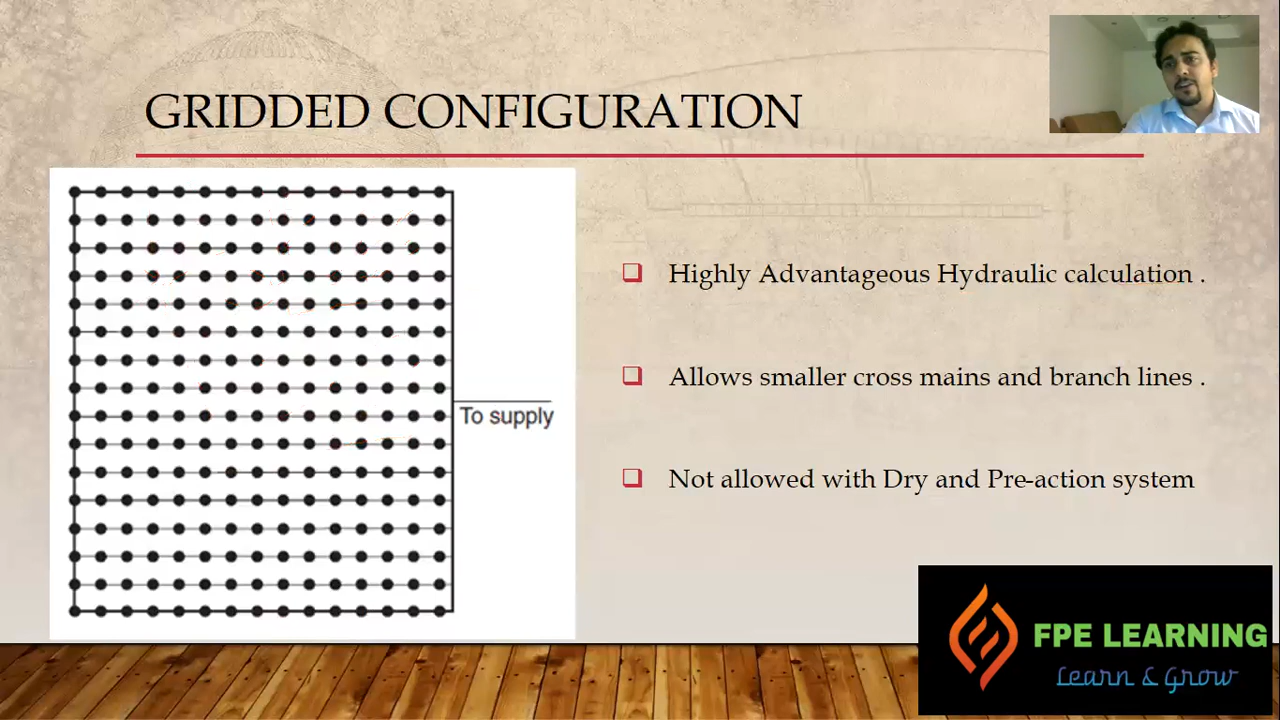 GRIDDED CONFIGURATION
To supply
Highly Advantageous Hydraulic calculation .
Allows smaller cross mains and branch lines .
Not allowed with Dry and Pre-action system
FPE LEARNING
Learn & Grow